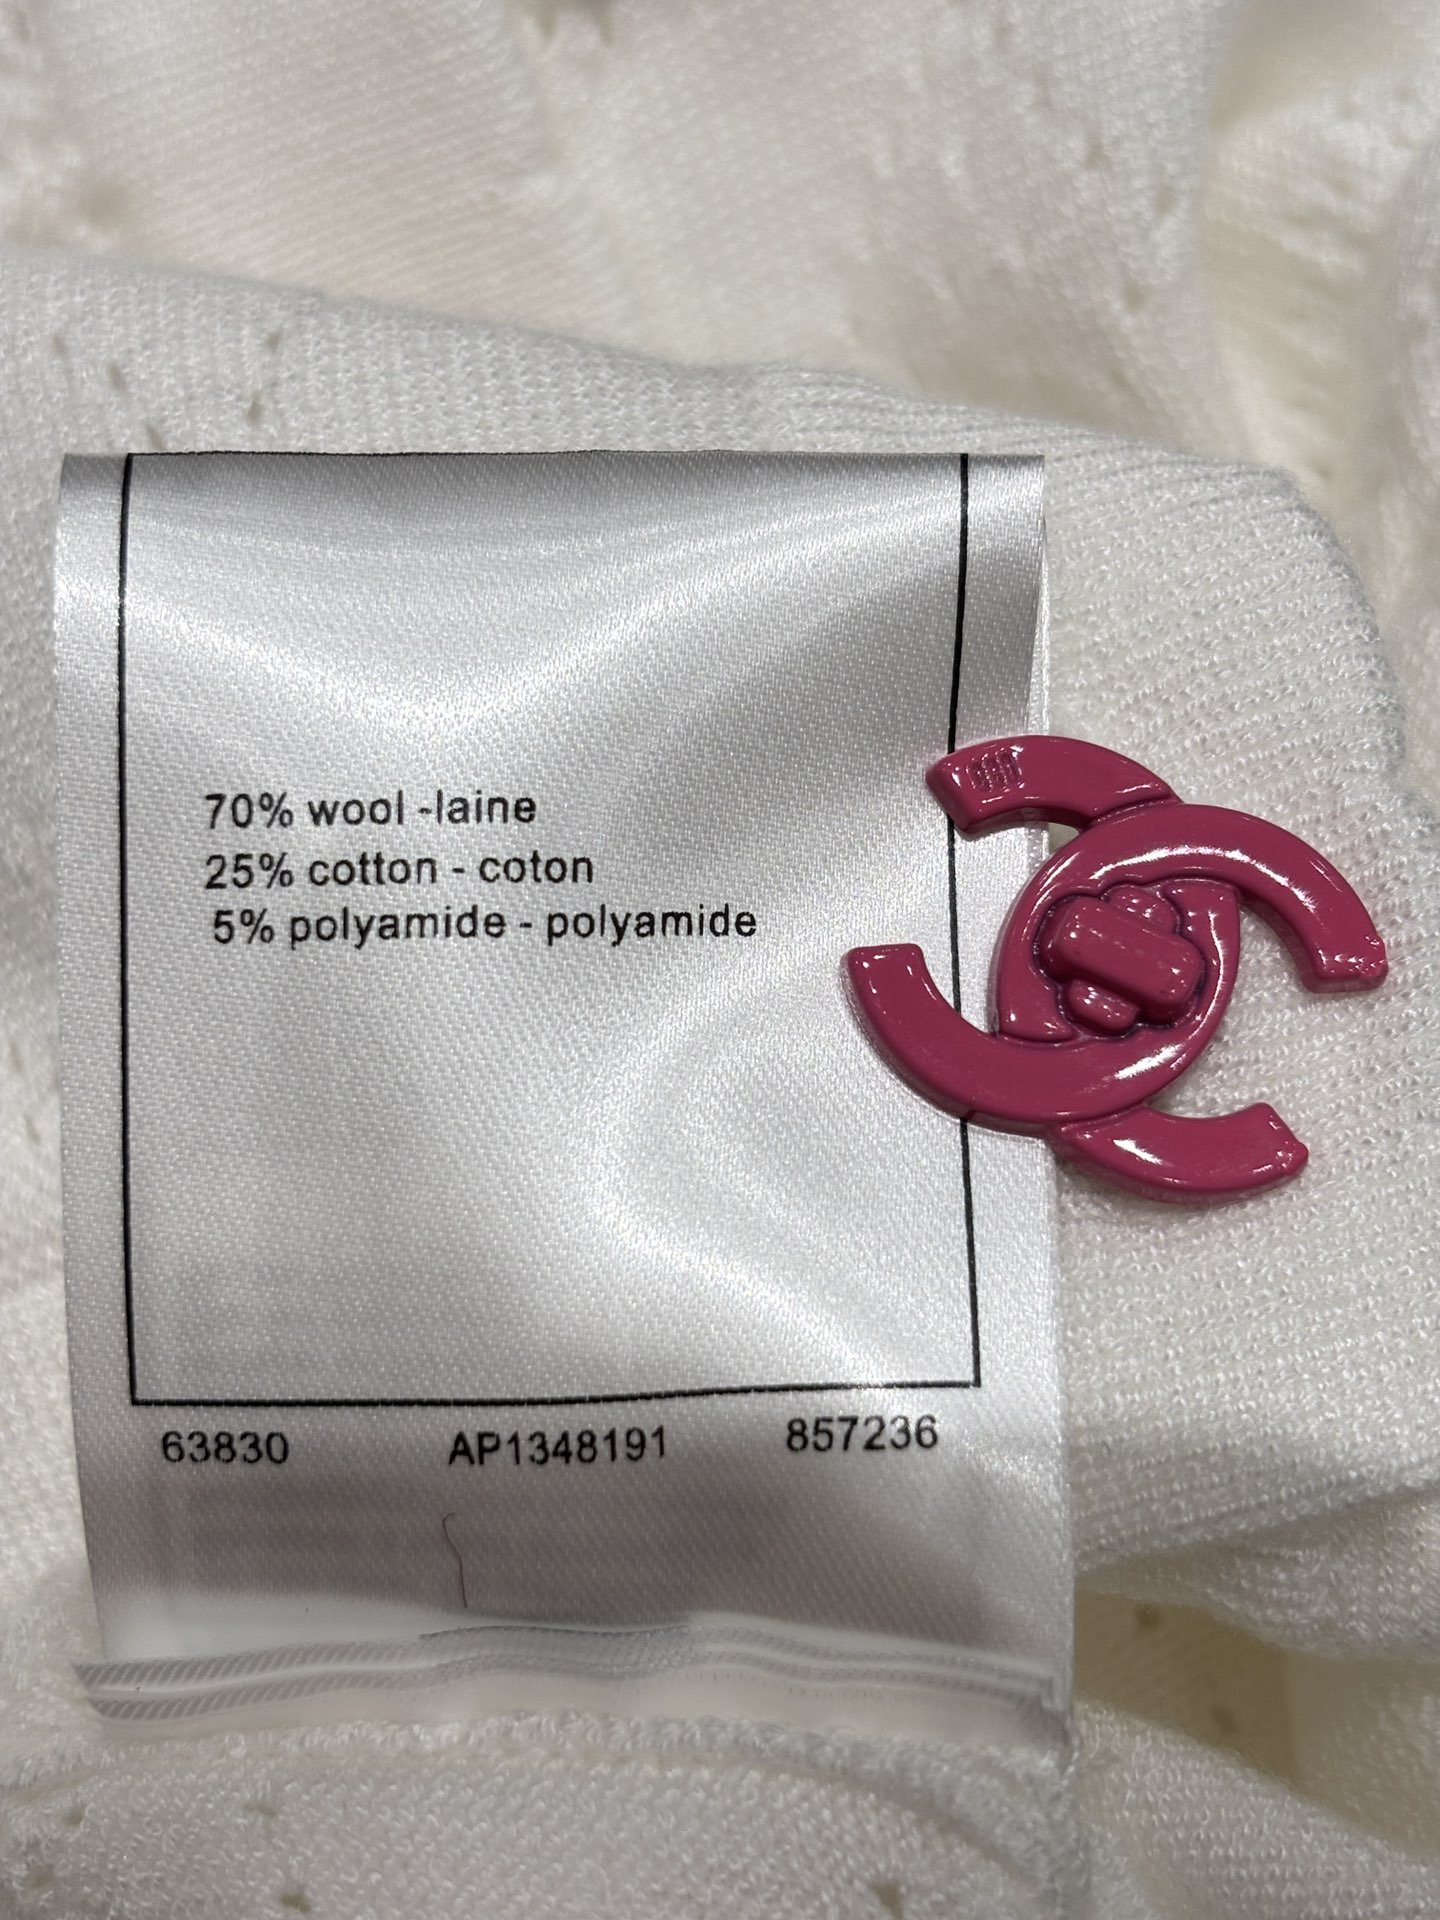 70% wool -laine
25% cotton - coton
5% polyamide - polyamide
63830 AP1348191 857236